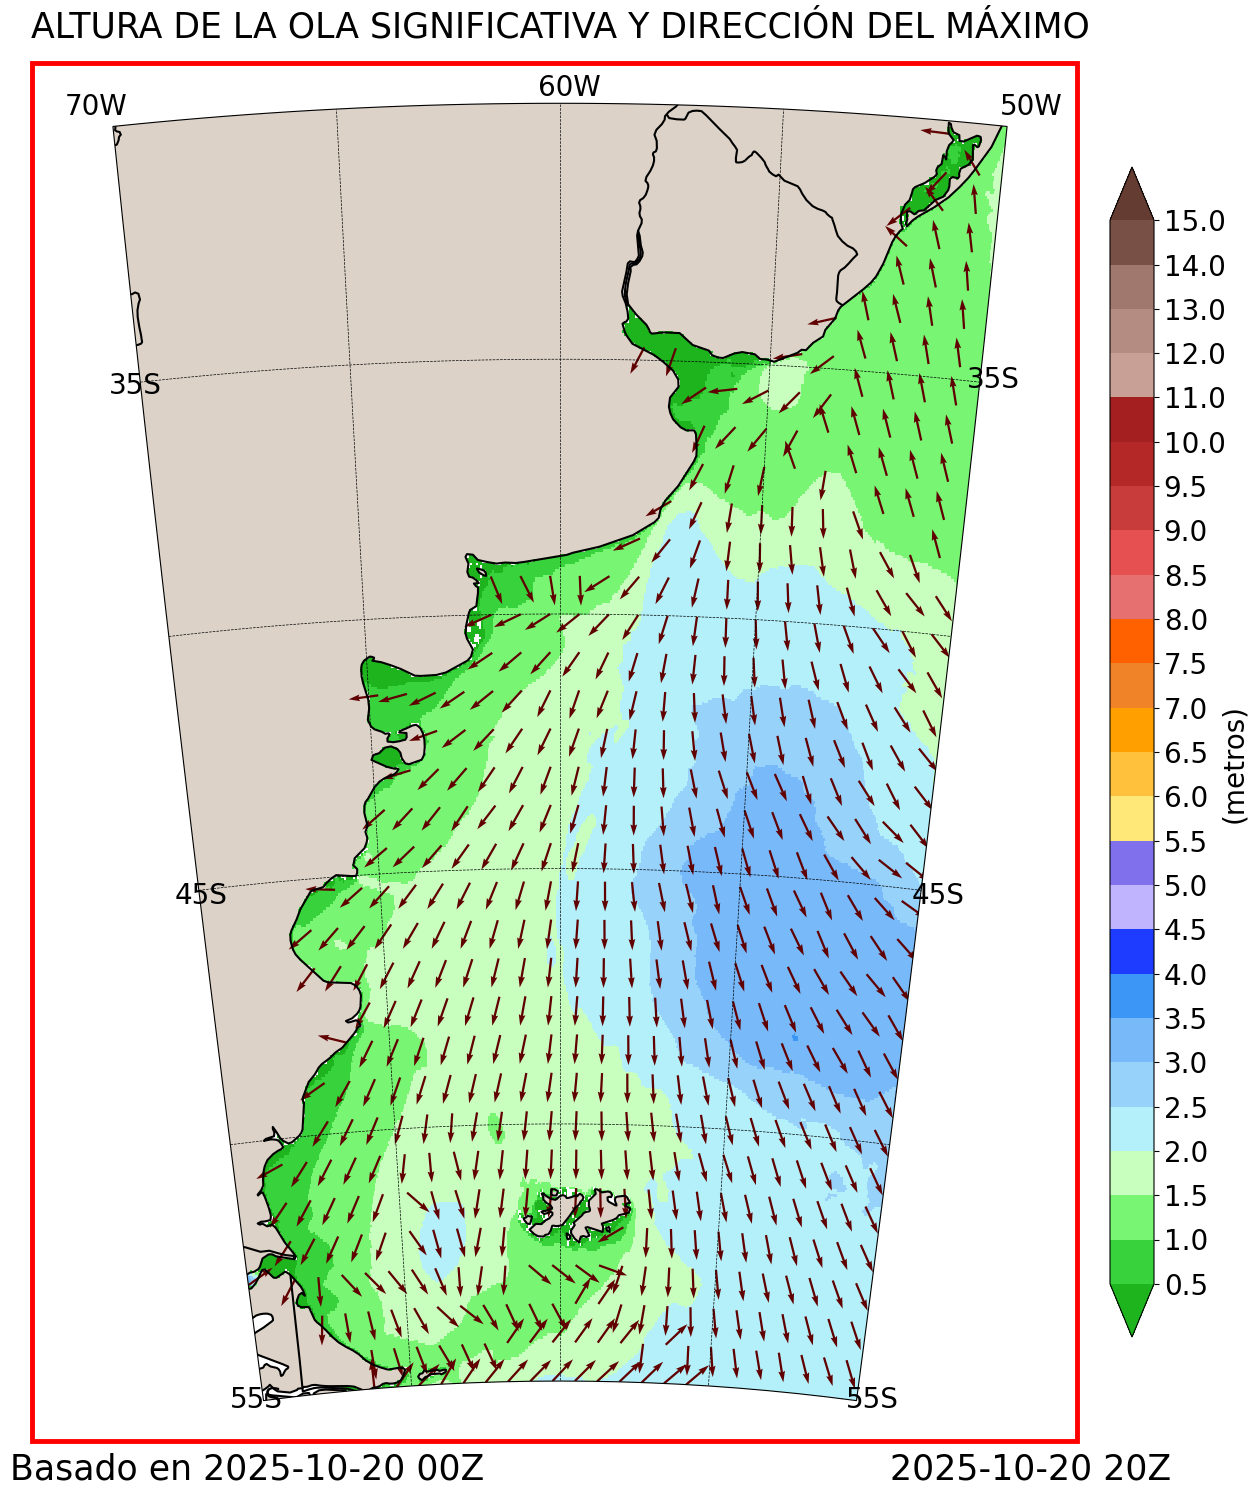 ALTURA DE LA OLA SIGNIFICATIVA Y DIRECCIÓN DEL MÁXIMO
70W
60W
50W
35S
35S
45S
45S
55S
55S
15.0
14.0
13.0
12.0
11.0
10.0
9.5
9.0
8.5
8.0
7.5
7.0
6.5
6.0
5.5
5.0
4.5
4.0
3.5
3.0
2.5
2.0
1.5
1.0
0.5
(metros)
Basado en 2025-10-20 00Z
2025-10-20 20Z